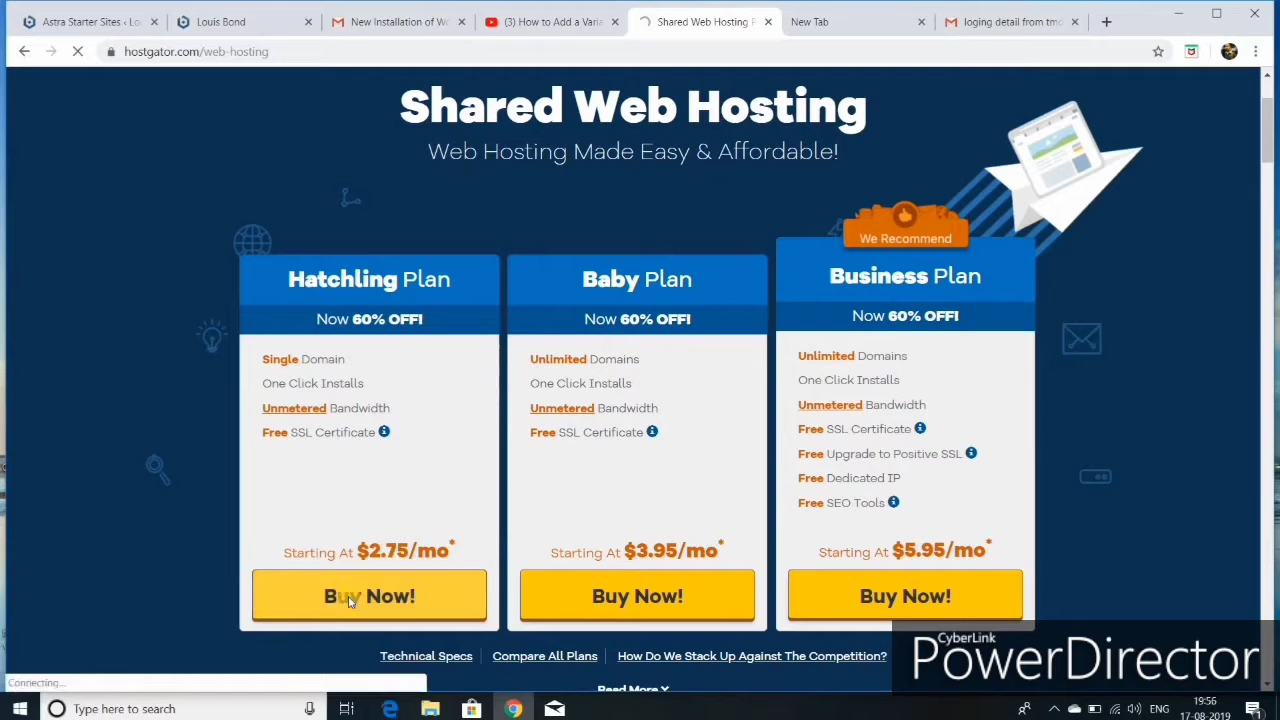 Astra Starter Sites ‹ Lo
Louis Bond
New Installation of Wo
(3) How to Add a Varia
Shared Web Hosting P
New Tab
loging detail from tmo
hostgator.com/web-hosting
Shared Web Hosting
Web Hosting Made Easy & Affordable!
We Recommend
Hatchling Plan
Now 60% OFF!
Single Domain
One Click Installs
Unmetered Bandwidth
Free SSL Certificate
Starting At $2.75/mo*
Buy Now!
Baby Plan
Now 60% OFF!
Unlimited Domains
One Click Installs
Unmetered Bandwidth
Free SSL Certificate
Starting At $3.95/mo*
Buy Now!
Business Plan
Now 60% OFF!
Unlimited Domains
One Click Installs
Unmetered Bandwidth
Free SSL Certificate
Free Upgrade to Positive SSL
Free Dedicated IP
Free SEO Tools
Starting At $5.95/mo*
Buy Now!
Technical Specs
Compare All Plans
How Do We Stack Up Against The Competition?
Read More
CyberLink
PowerDirector
Connecting...
Type here to search
ENG
19:56
17-08-2019